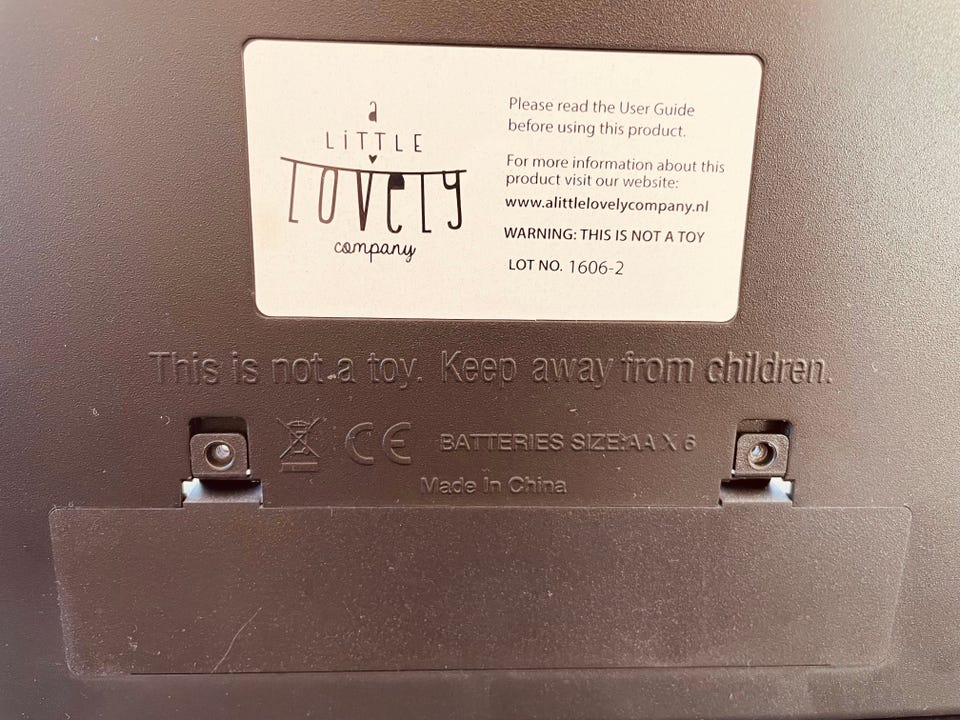 a
LiTTLE
LOVeLY
company
Please read the User Guide
before using this product.
For more information about this
product visit our website:
www.alittlelovelycompany.nl
WARNING: THIS IS NOT A TOY
LOT NO. 1606-2
This is not a toy. Keep away from children.
CE BATTERIES SIZE:AA X 6
Made In China